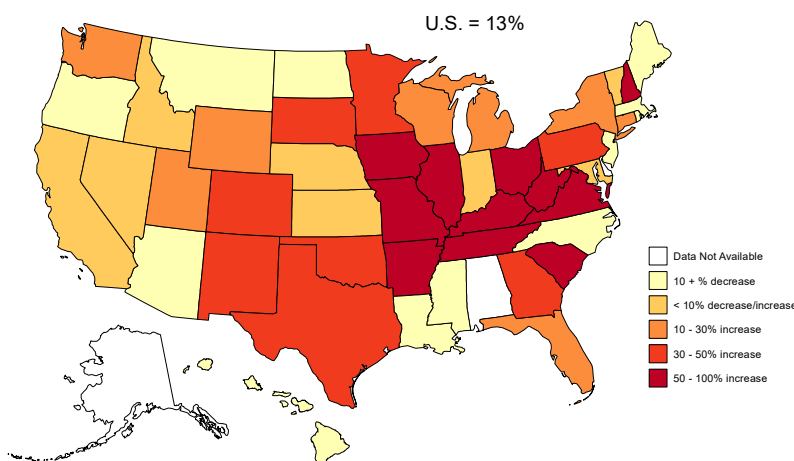 U.S. = 13%
Data Not Available
10 + % decrease
< 10% decrease/increase
10 - 30% increase
30 - 50% increase
50 - 100% increase